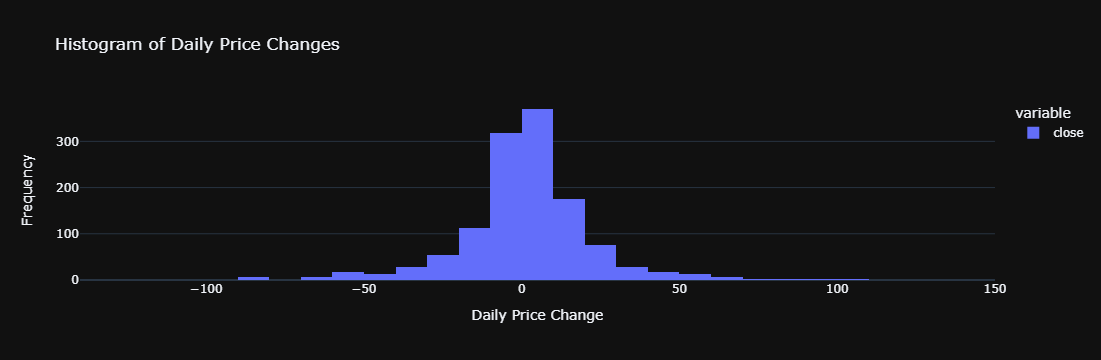 Histogram of Daily Price Changes
variable
close
300
200
100
0
Frequency
−100
−50
0
50
100
150
Daily Price Change